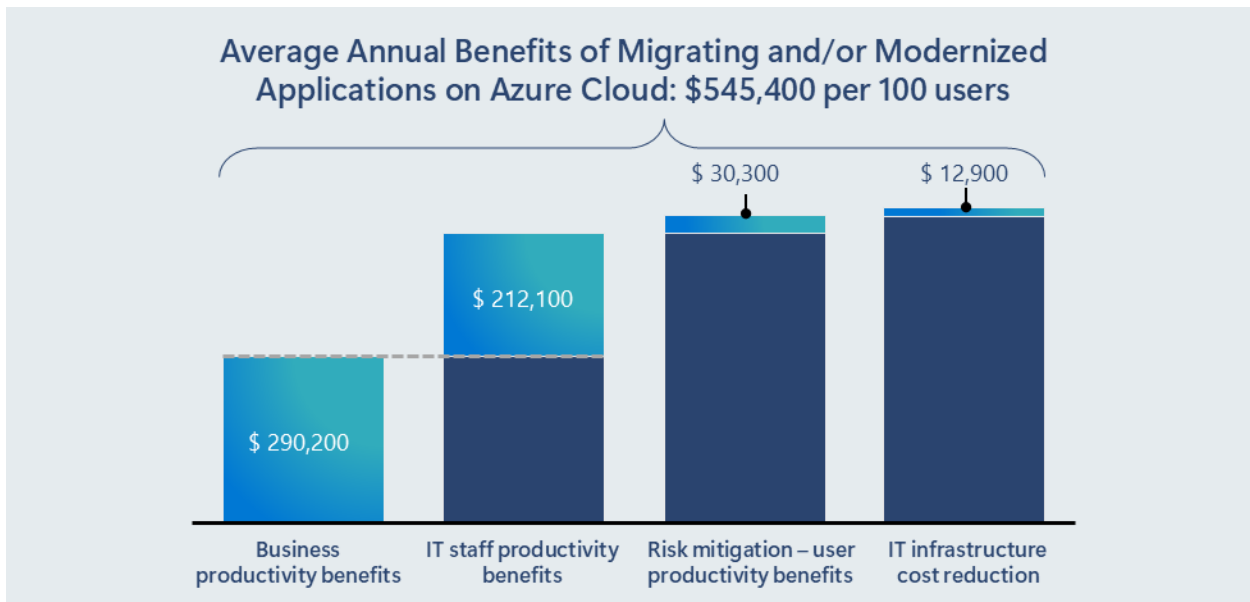 Average Annual Benefits of Migrating and/or Modernized
Applications on Azure Cloud: $545,400 per 100 users
$ 30,300
$ 12,900
$ 212,100
$ 290,200
Business
productivity benefits
IT staff productivity
benefits
Risk mitigation – user
productivity benefits
IT infrastructure
cost reduction